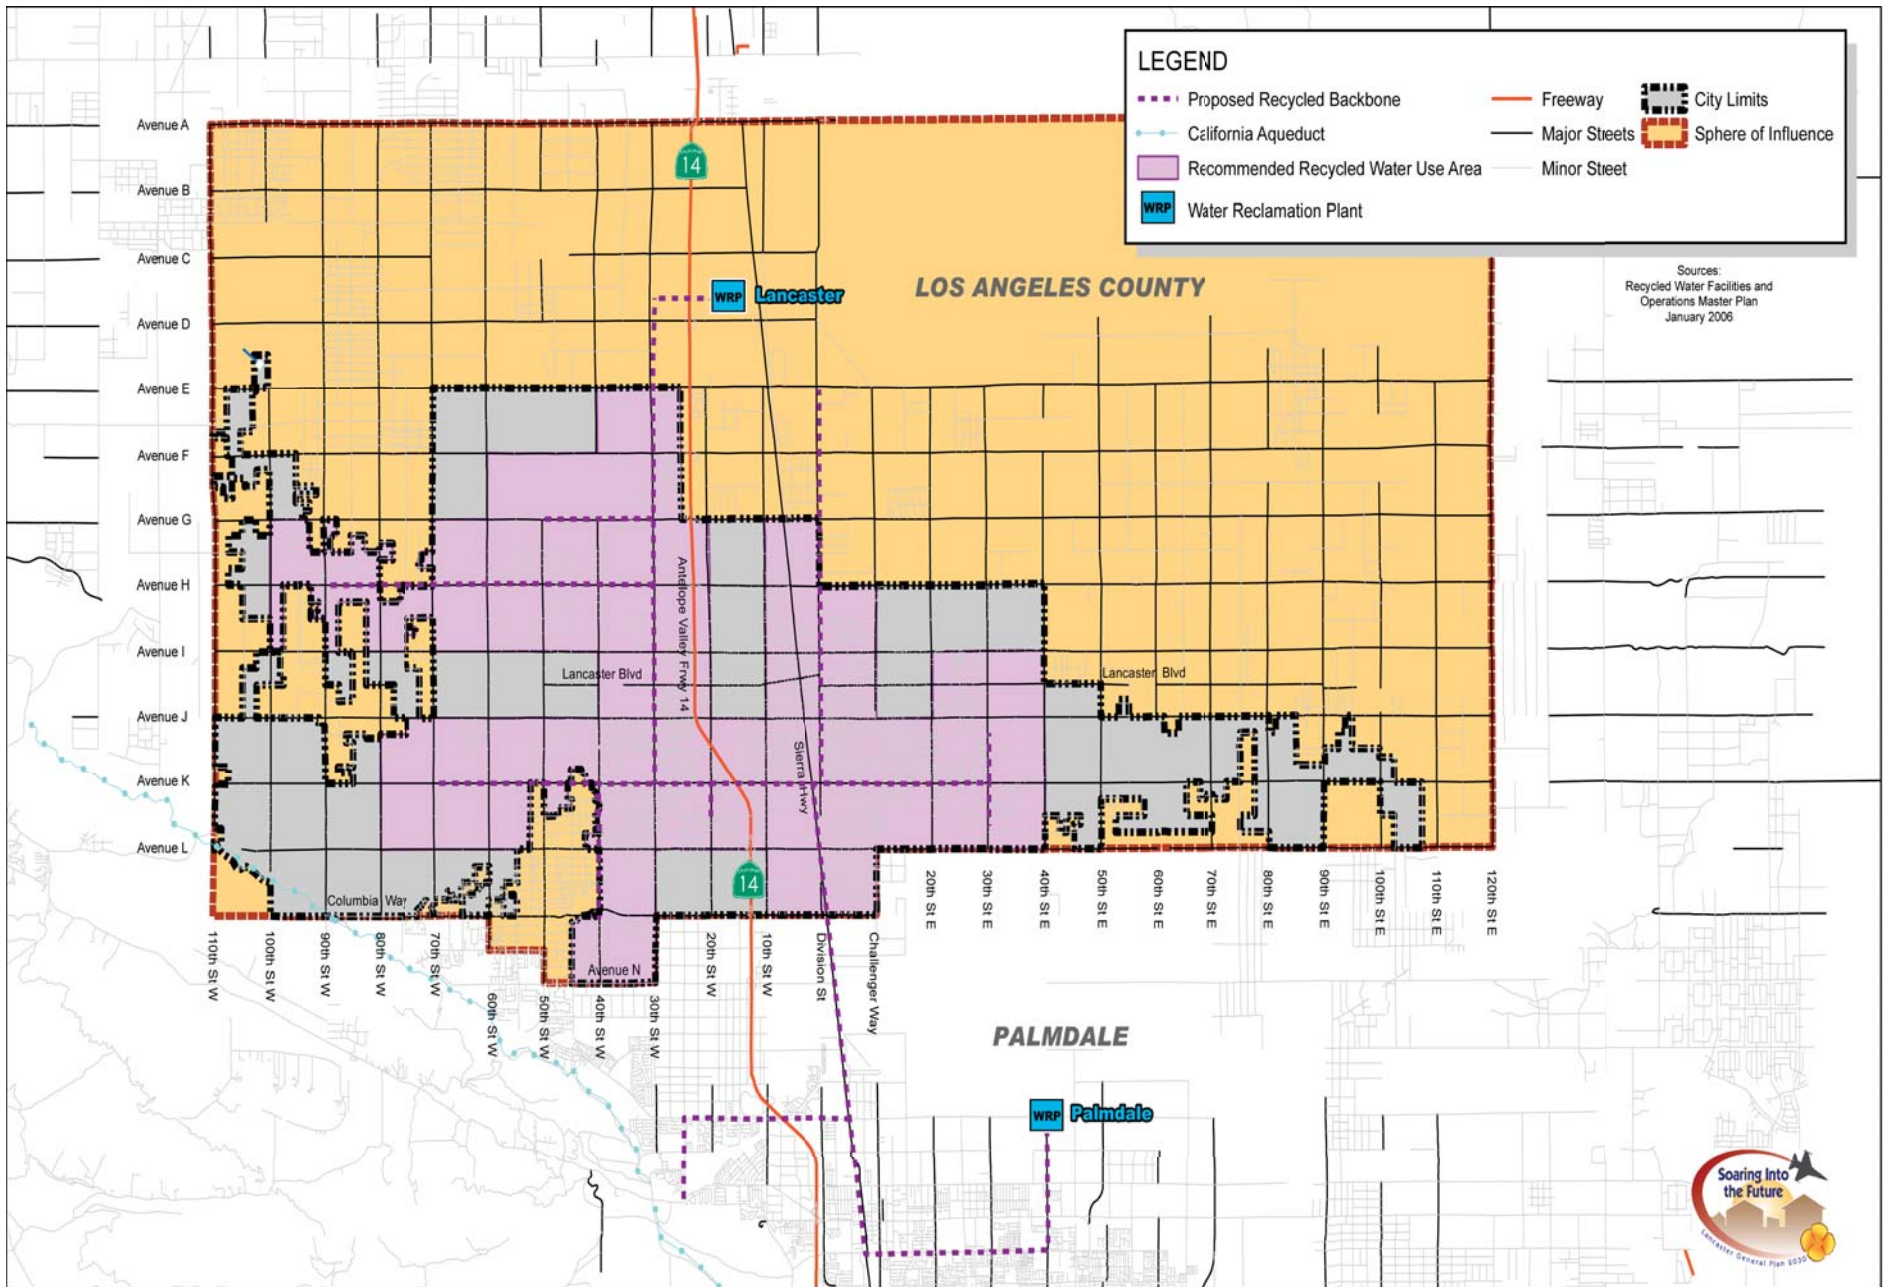 LEGEND
Proposed Recycled Backbone
California Aqueduct
Recommended Recycled Water Use Area
WRP
Water Reclamation Plant
Freeway
Major Streets
Minor Street
City Limits
Sphere of Influence
Sources:
Recycled Water Facilities and
Operations Master Plan
January 2006
Avenue A
Avenue B
Avenue C
Avenue D
Avenue E
Avenue F
Avenue G
Avenue H
Avenue I
Avenue J
Avenue K
Avenue L
14
WRP
Lancaster
LOS ANGELES COUNTY
Antelope Valley Frwy 14
Lancaster Blvd
Lancaster Blvd
Sierra Hwy
14
Columbia Way
Avenue N
110th St W
100th St W
90th St W
80th St W
70th St W
60th St W
50th St W
40th St W
30th St W
20th St W
10th St W
Division St
Challenger Way
20th St E
30th St E
40th St E
50th St E
60th St E
70th St E
80th St E
90th St E
100th St E
110th St E
120th St E
PALMDALE
WRP
Palmdale
Soaring Into
the Future
Lancaster General Plan 2030